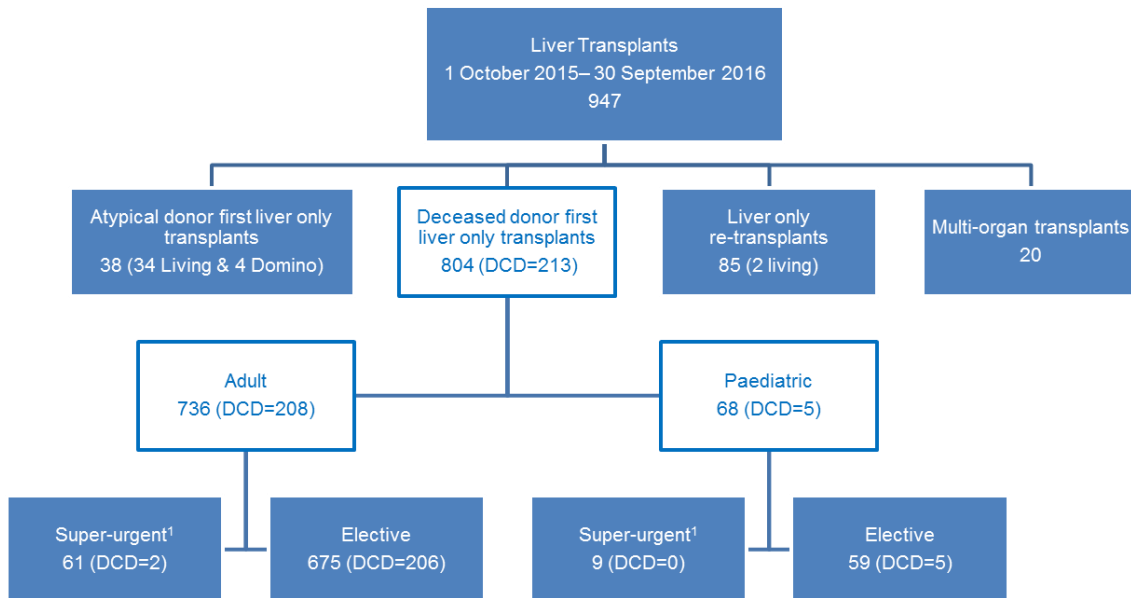 Liver Transplants
1 October 2015– 30 September 2016
947
Atypical donor first liver only
transplants
38 (34 Living & 4 Domino)
Deceased donor first
liver only transplants
804 (DCD=213)
Liver only
re-transplants
85 (2 living)
Multi-organ transplants
20
Adult
736 (DCD=208)
Paediatric
68 (DCD=5)
Super-urgent¹
61 (DCD=2)
Elective
675 (DCD=206)
Super-urgent¹
9 (DCD=0)
Elective
59 (DCD=5)